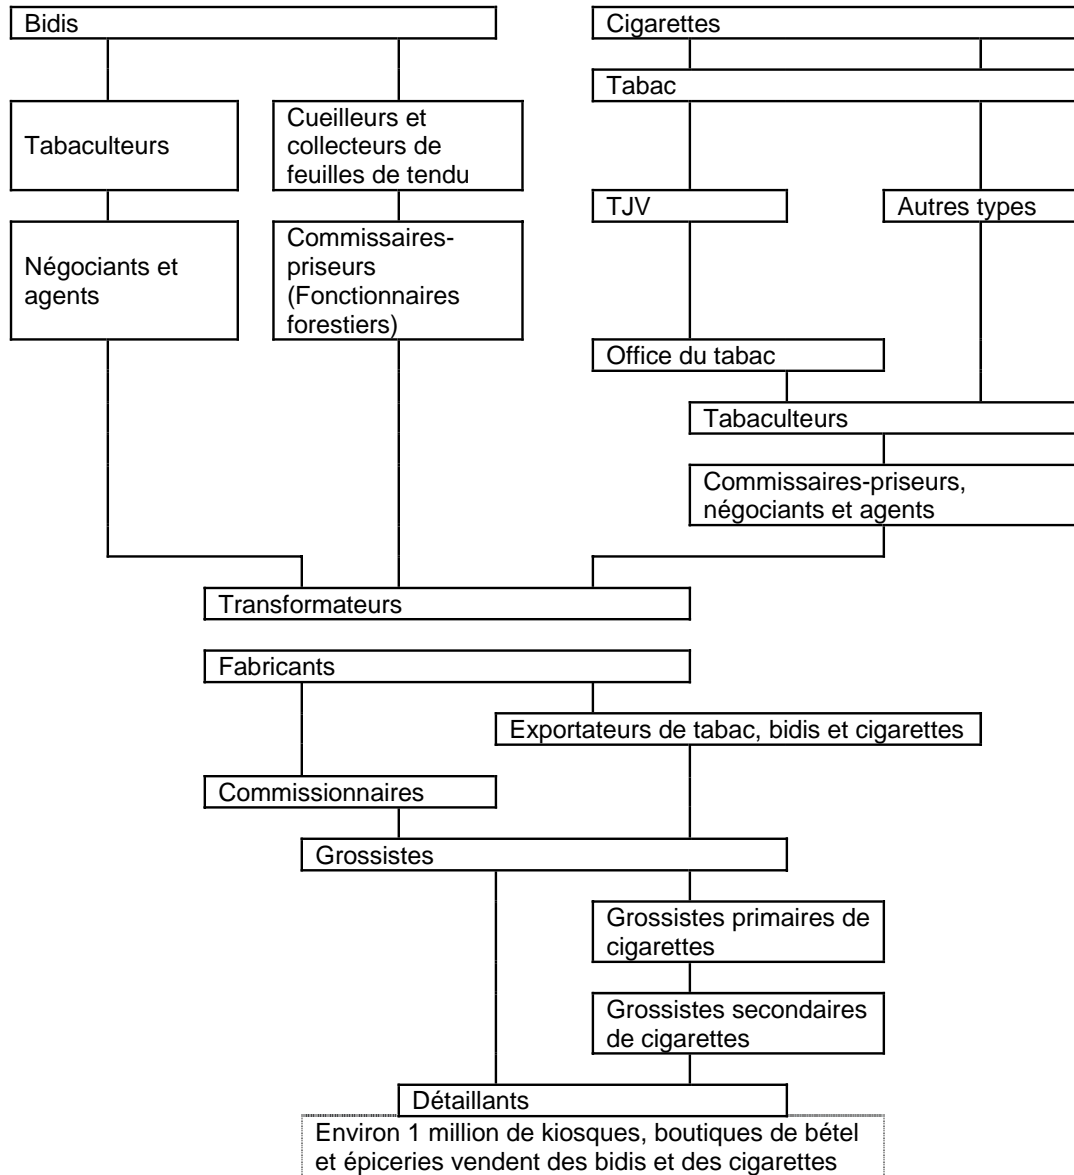 Bidis
Cigarettes
Tabac
Tabaculteurs
Cueilleurs et
collecteurs de
feuilles de tendu
TJV
Autres types
Négociants et
agents
Commissaires-
priseurs
(Fonctionnaires
forestiers)
Office du tabac
Tabaculteurs
Commissaires-priseurs,
négociants et agents
Transformateurs
Fabricants
Exportateurs de tabac, bidis et cigarettes
Commissionnaires
Grossistes
Grossistes primaires de
cigarettes
Grossistes secondaires
de cigarettes
Détaillants
Environ 1 million de kiosques, boutiques de bétel
et épiceries vendent des bidis et des cigarettes